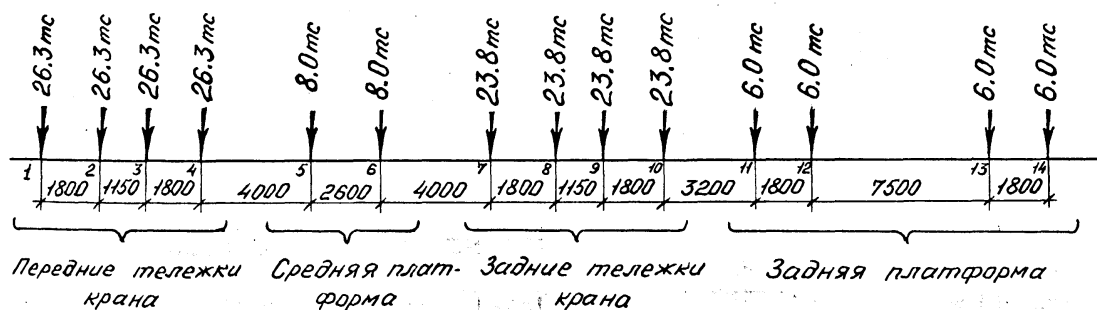 26.3тс 26.3тс 26.3тс 26.3тс 8.0тс 8.0тс 23.8тс 23.8тс 23.8тс 23.8тс 6.0тс 6.0тс 6.0тс 6.0тс
1 2 3 4 5 6 7 8 9 10 11 12 13 14
1800 1150 1800 4000 2600 4000 1800 1150 1800 3200 1800 7500 1800
Передние тележки
крана
Средняя плат-
форма
Задние тележки
крана
Задняя платформа